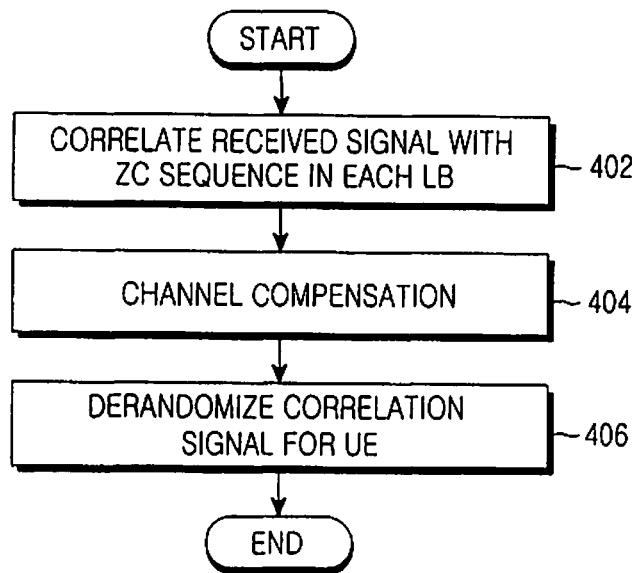 START
CORRELATE RECEIVED SIGNAL WITH
ZC SEQUENCE IN EACH LB
402
CHANNEL COMPENSATION
404
DERANDOMIZE CORRELATION
SIGNAL FOR UE
406
END